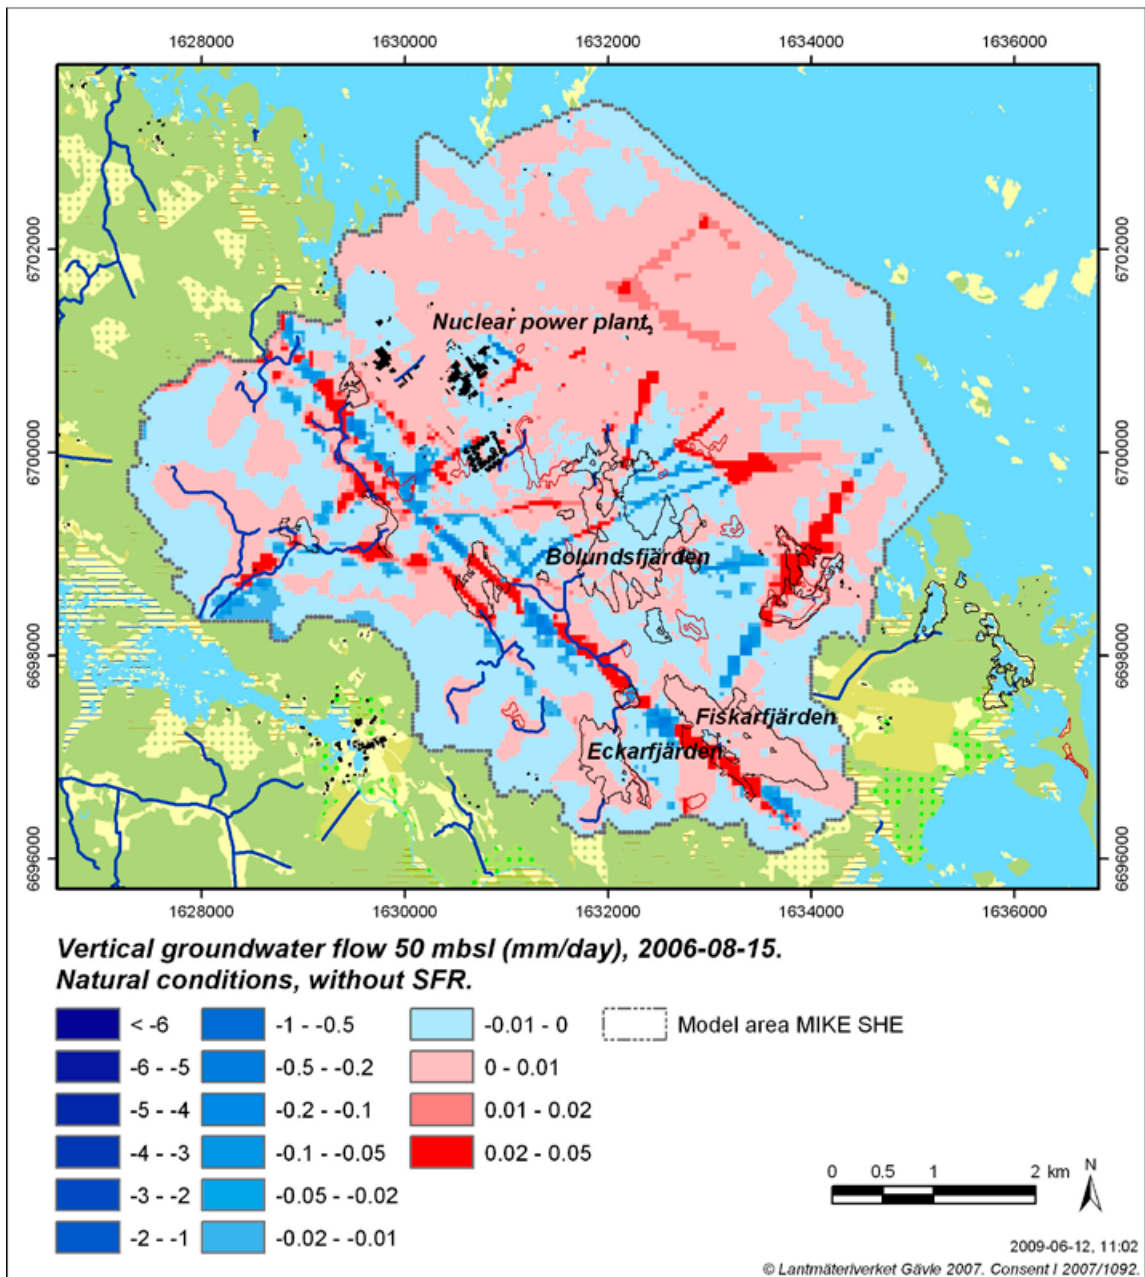 1628000 1630000 1632000 1634000 1636000
6702000
6702000
Nuclear power plant
6700000
6700000
Bolundsfjärden
6698000
6698000
Fiskarfjärden
Eckarfjärden
6696000
6696000
1628000 1630000 1632000 1634000 1636000
Vertical groundwater flow 50 mbsl (mm/day), 2006-08-15.
Natural conditions, without SFR.
< -6 -1 - -0.5 -0.01 - 0 Model area MIKE SHE
-6 - -5 -0.5 - -0.2 0 - 0.01
-5 - -4 -0.2 - -0.1 0.01 - 0.02
-4 - -3 -0.1 - -0.05 0.02 - 0.05
-3 - -2 -0.05 - -0.02
-2 - -1 -0.02 - -0.01
0 0,5 1 2 km N
2009-06-12, 11:02
© Lantmäteriverket Gävle 2007. Consent I 2007/1092.